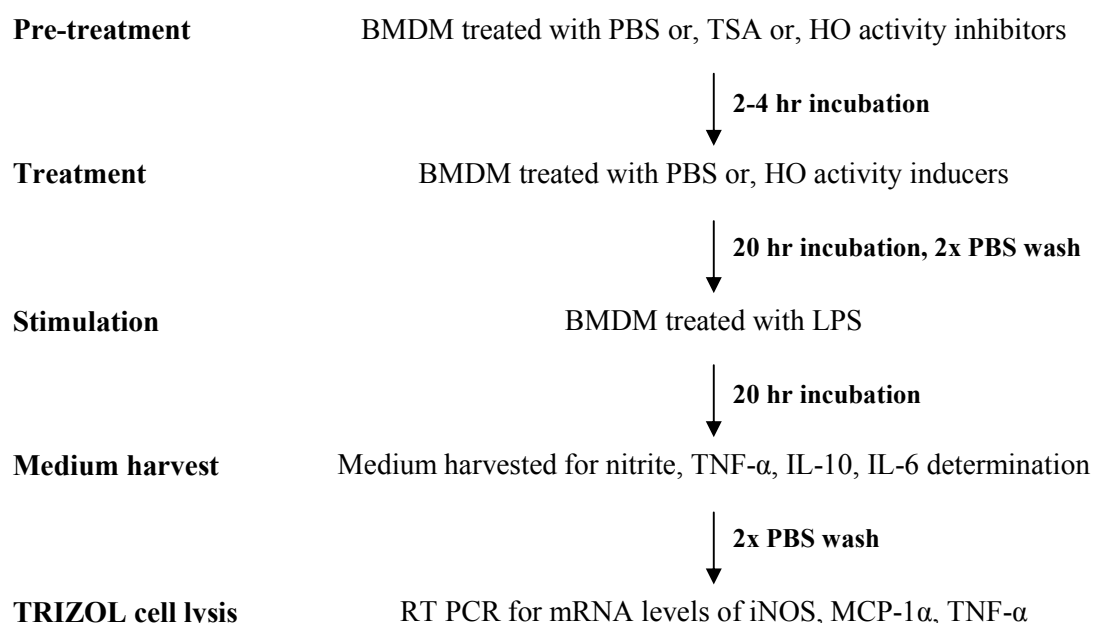 Pre-treatment BMDM treated with PBS or, TSA or, HO activity inhibitors
2-4 hr incubation
Treatment BMDM treated with PBS or, HO activity inducers
20 hr incubation, 2x PBS wash
Stimulation BMDM treated with LPS
20 hr incubation
Medium harvest Medium harvested for nitrite, TNF-α, IL-10, IL-6 determination
2x PBS wash
TRIZOL cell lysis RT PCR for mRNA levels of iNOS, MCP-1α, TNF-α